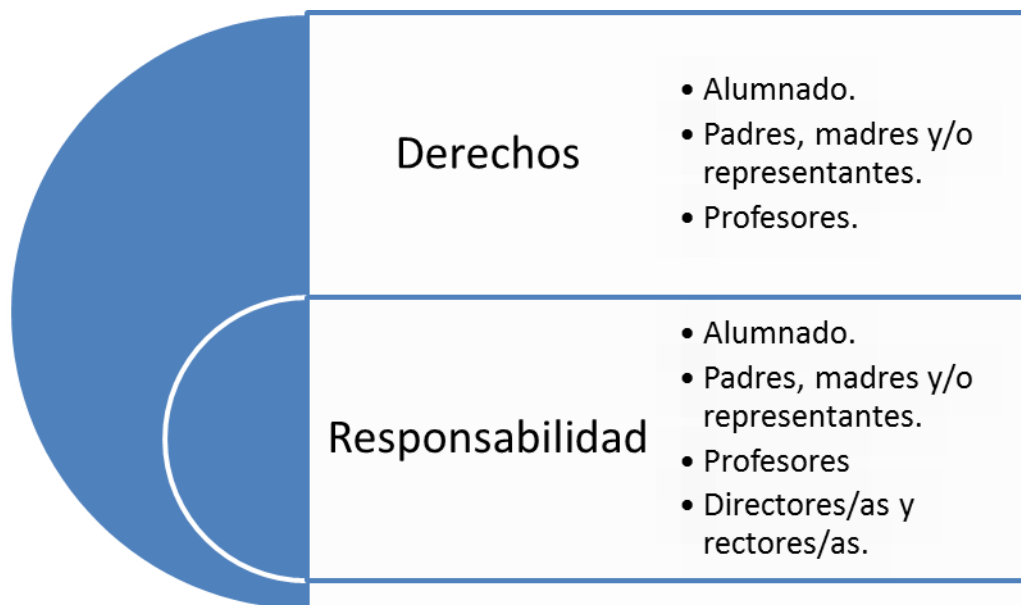 Derechos
• Alumnado.
• Padres, madres y/o
representantes.
• Profesores.
Responsabilidad
• Alumnado.
• Padres, madres y/o
representantes.
• Profesores
• Directores/as y
rectores/as.